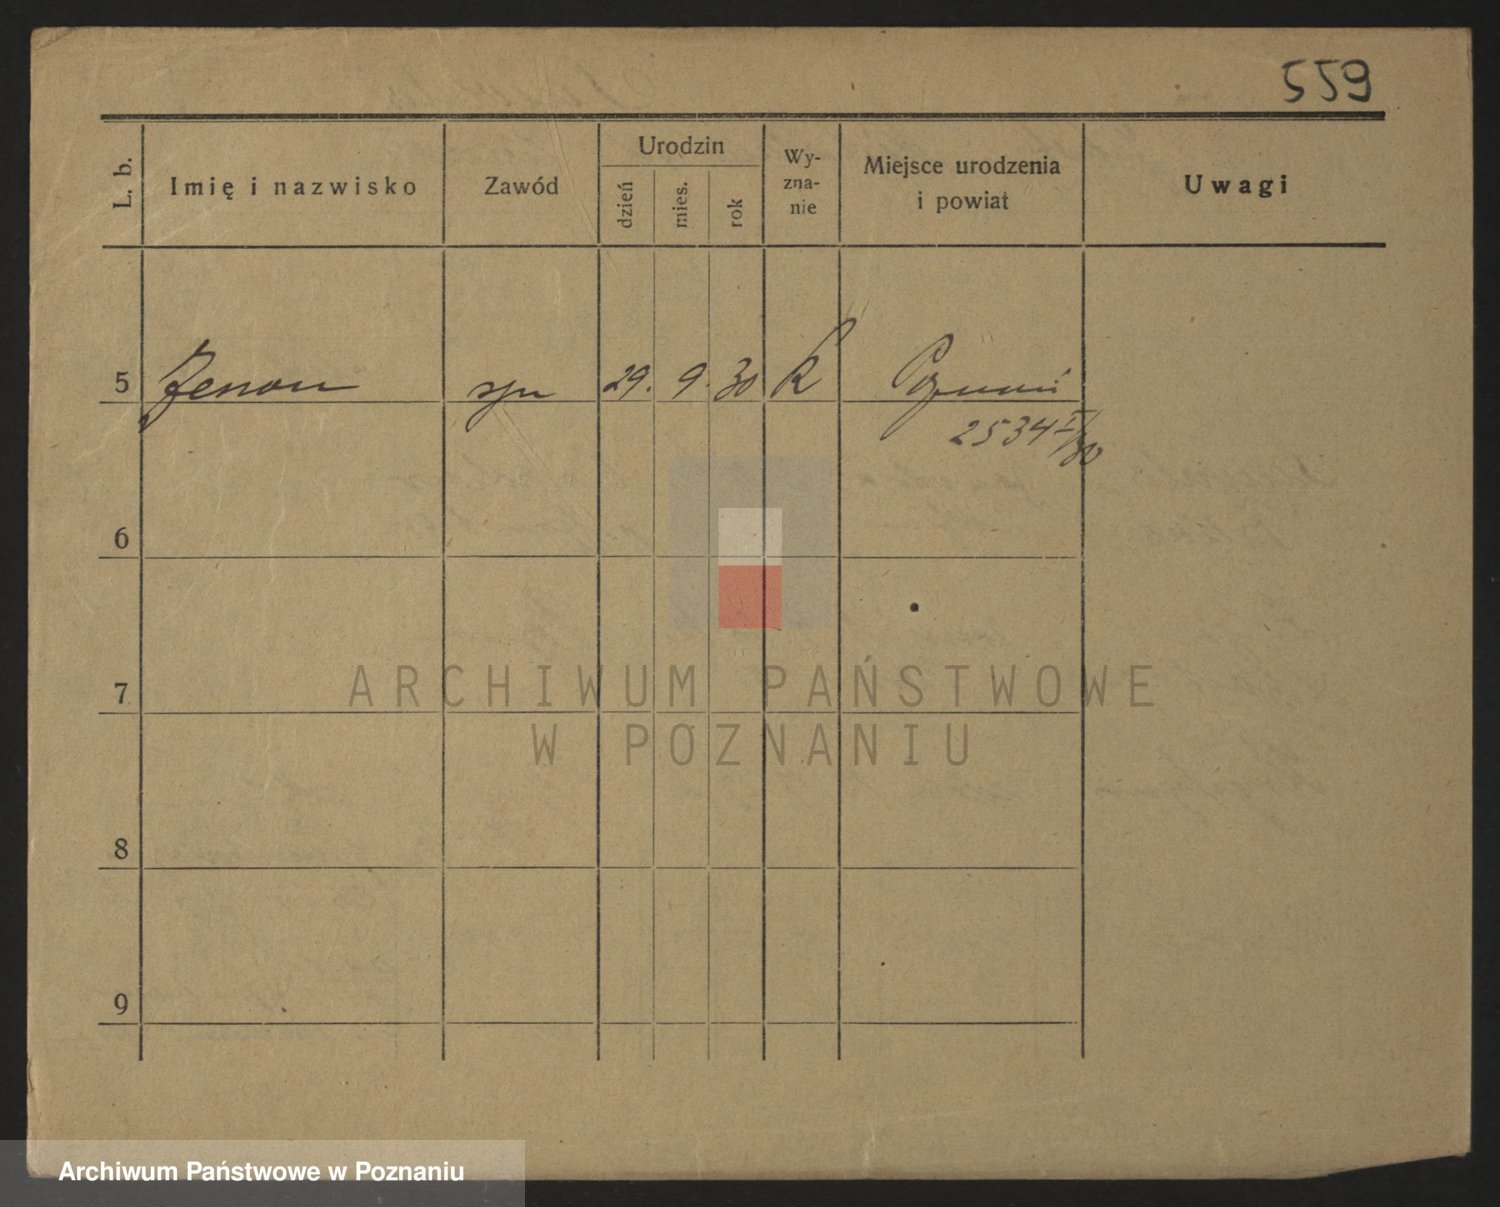 559
L. b.
Imię i nazwisko
Zawód
Urodzin
dzień
mies.
rok
Wy-
zna-
nie
Miejsce urodzenia
i powiat
Uwagi
5 Zenon syn 29. 9. 30 K Poznań
2534 I/30
6
7
8
9
ARCHIWUM PAŃSTWOWE
W POZNANIU
Archiwum Państwowe w Poznaniu